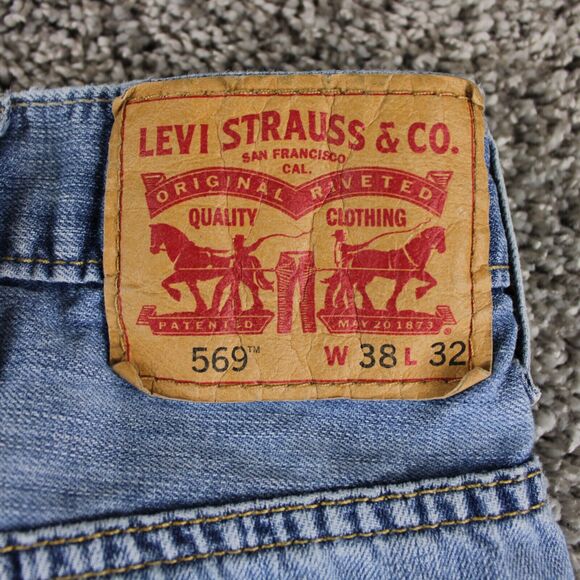 LEVI STRAUSS & CO.
SAN FRANCISCO
CAL.
ORIGINAL RIVETED
QUALITY CLOTHING
PATENTED MAY 20 1873 ®
569™ W 38 L 32